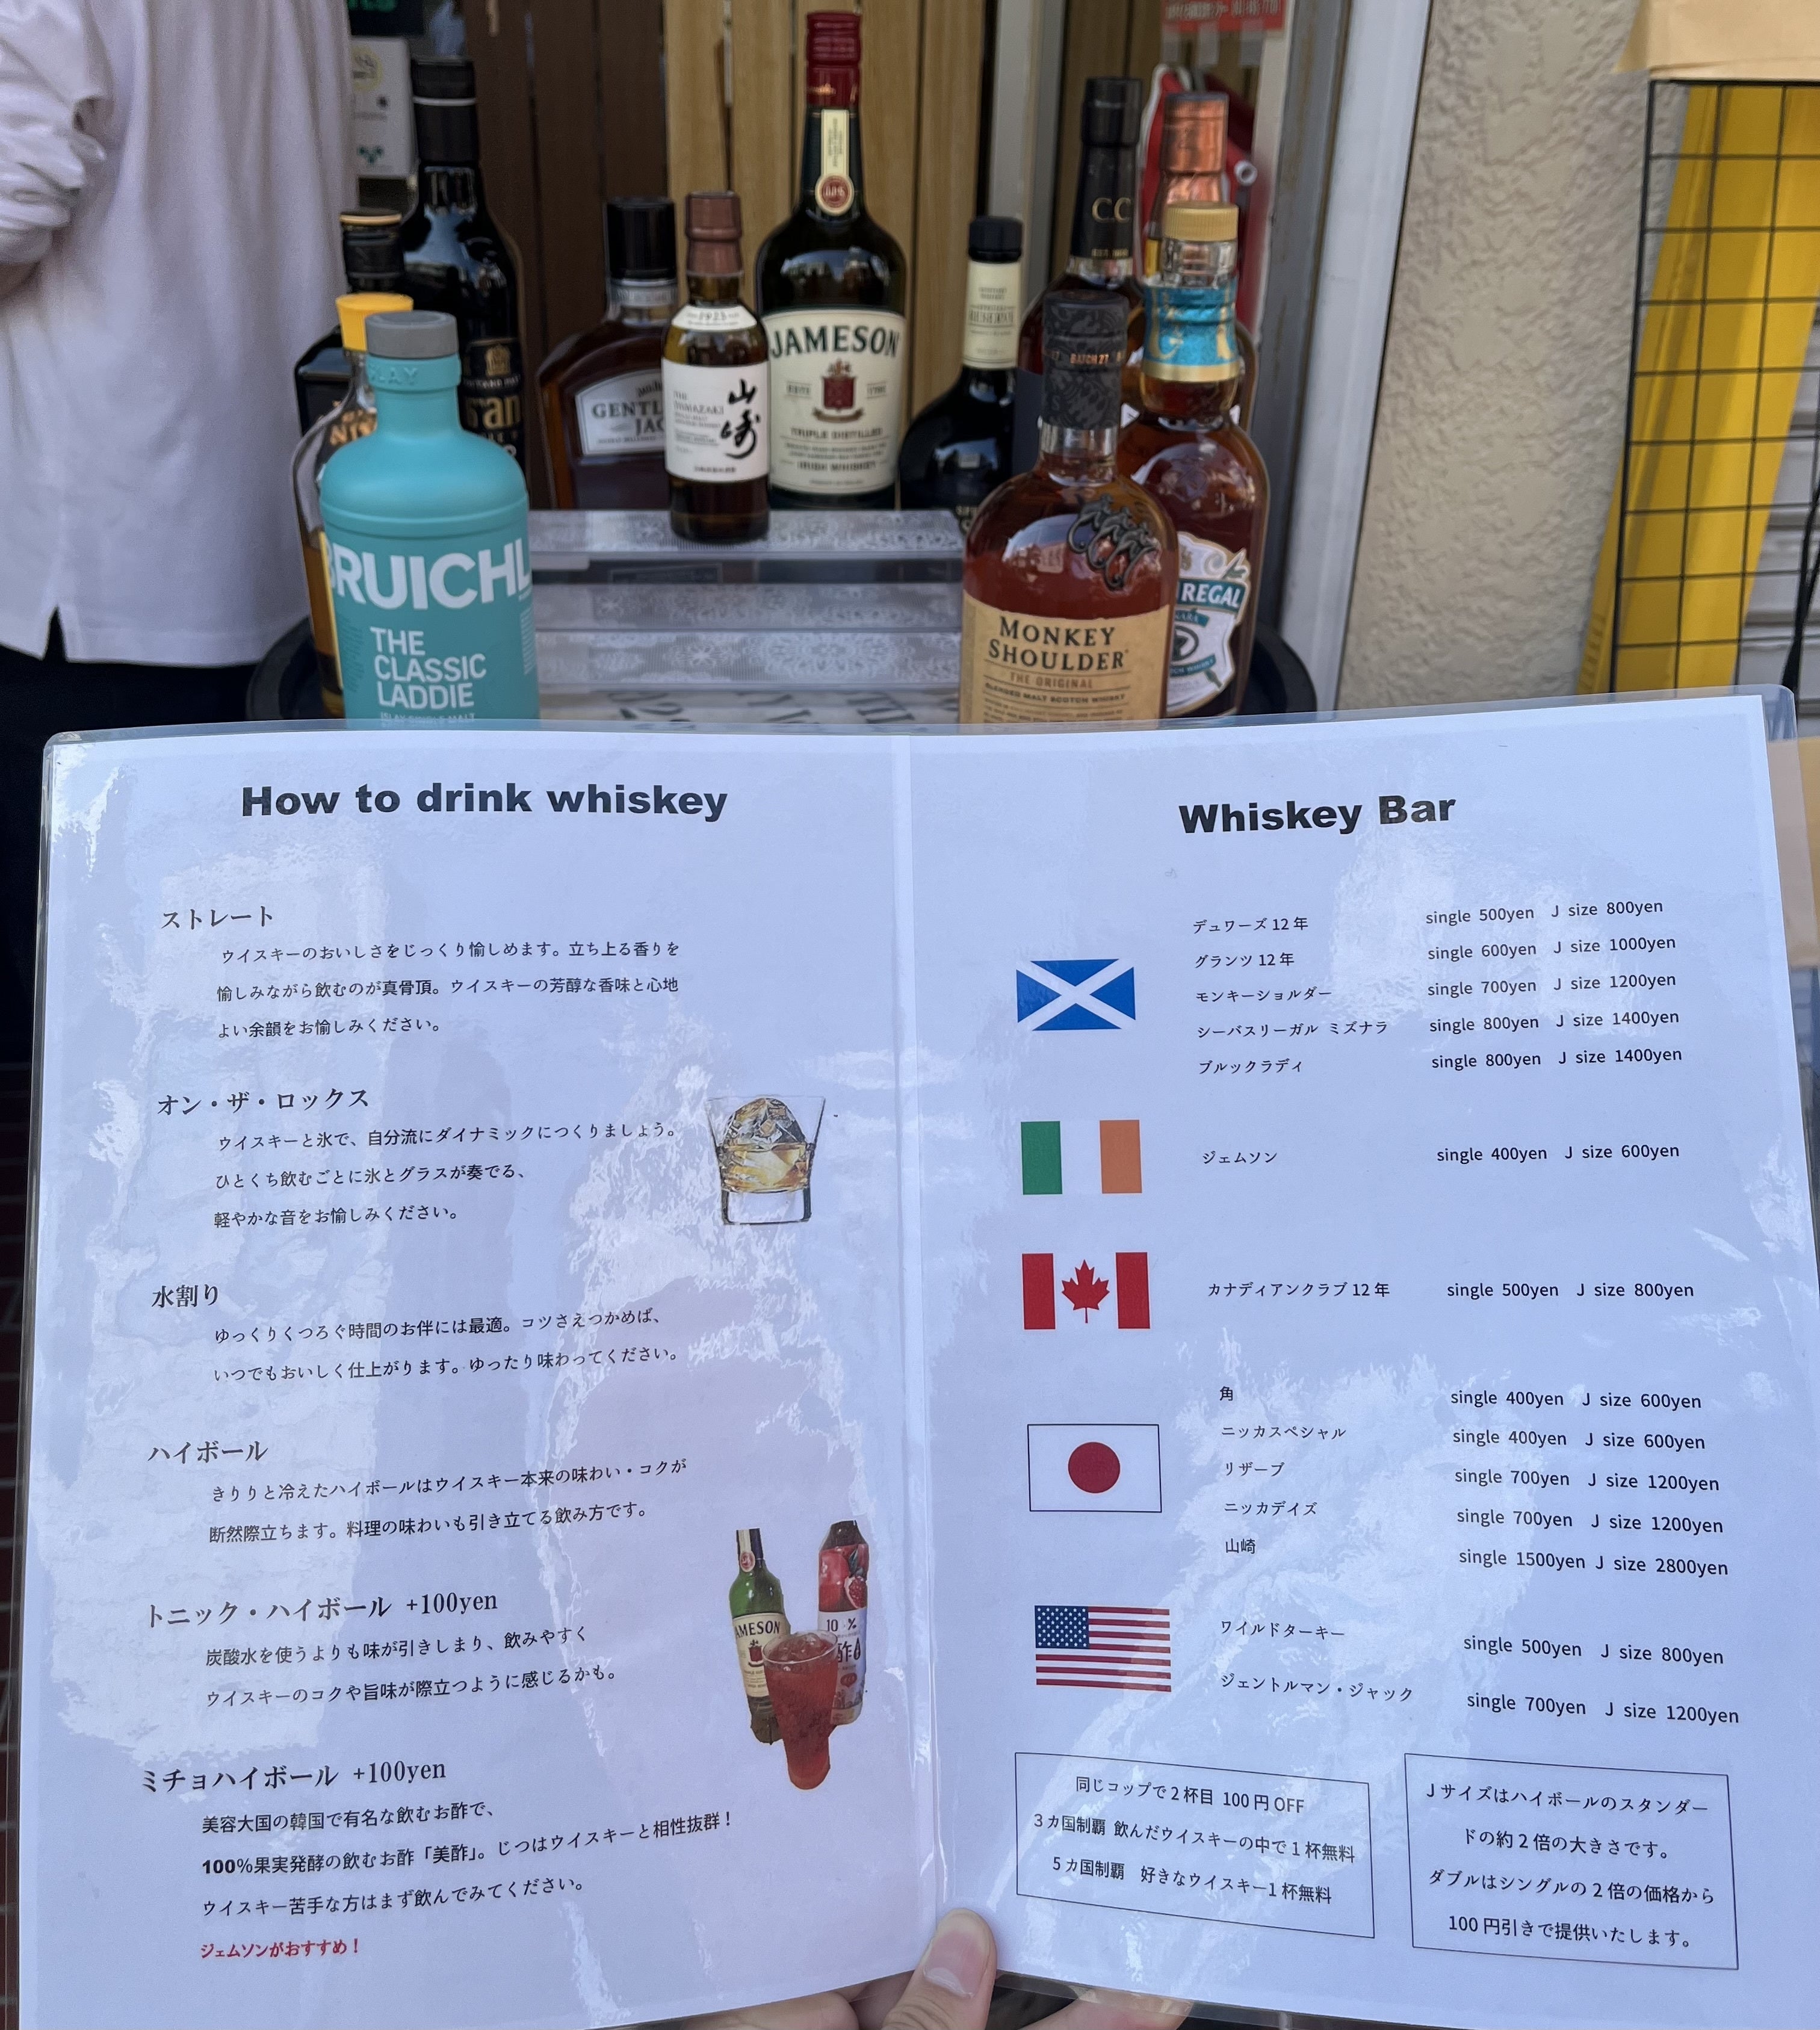 C.C.
1923
JAMESON
TRIPLE DISTILLED
IRISH WHISKEY
GENTL
JAC
山崎
BATCH 27
BRUICHL
THE
CLASSIC
LADDIE
MONKEY
SHOULDER
THE ORIGINAL
BLENDED MALT SCOTCH WHISKY
REGAL
How to drink whiskey
ストレート
ウイスキーのおいしさをじっくり愉しめます。立ち上る香りを
愉しみながら飲むのが真骨頂。ウイスキーの芳醇な香味と心地
よい余韻をお愉しみください。
オン・ザ・ロックス
ウイスキーと氷で、自分流にダイナミックにつくりましょう。
ひとくち飲むごとに氷とグラスが奏でる、
軽やかな音をお愉しみください。
水割り
ゆっくりくつろぐ時間のお伴には最適。コツさえつかめば、
いつでもおいしく仕上がります。ゆったり味わってください。
ハイボール
きりりと冷えたハイボールはウイスキー本来の味わい・コクが
断然際立ちます。料理の味わいも引き立てる飲み方です。
トニック・ハイボール +100yen
炭酸水を使うよりも味が引きしまり、飲みやすく
ウイスキーのコクや旨味が際立つように感じるかも。
AMESON
ミチョハイボール +100yen
美容大国の韓国で有名な飲むお酢で、
100%果実発酵の飲むお酢「美酢」。じつはウイスキーと相性抜群！
ウイスキー苦手な方はまず飲んでみてください。
ジェムソンがおすすめ！
Whiskey Bar
デュワーズ 12 年 single 500yen J size 800yen
グランツ 12 年 single 600yen J size 1000yen
モンキーショルダー single 700yen J size 1200yen
シーバスリーガル ミズナラ single 800yen J size 1400yen
ブルックラディ single 800yen J size 1400yen
ジェムソン single 400yen J size 600yen
カナディアンクラブ 12 年 single 500yen J size 800yen
角 single 400yen J size 600yen
ニッカスペシャル single 400yen J size 600yen
リザーブ single 700yen J size 1200yen
ニッカデイズ single 700yen J size 1200yen
山崎 single 1500yen J size 2800yen
ワイルドターキー single 500yen J size 800yen
ジェントルマン・ジャック single 700yen J size 1200yen
同じコップで 2 杯目 100 円 OFF
3 カ国制覇 飲んだウイスキーの中で 1 杯無料
5 カ国制覇 好きなウイスキー1 杯無料
J サイズはハイボールのスタンダー
ドの約 2 倍の大きさです。
ダブルはシングルの 2 倍の価格から
100 円引きで提供いたします。